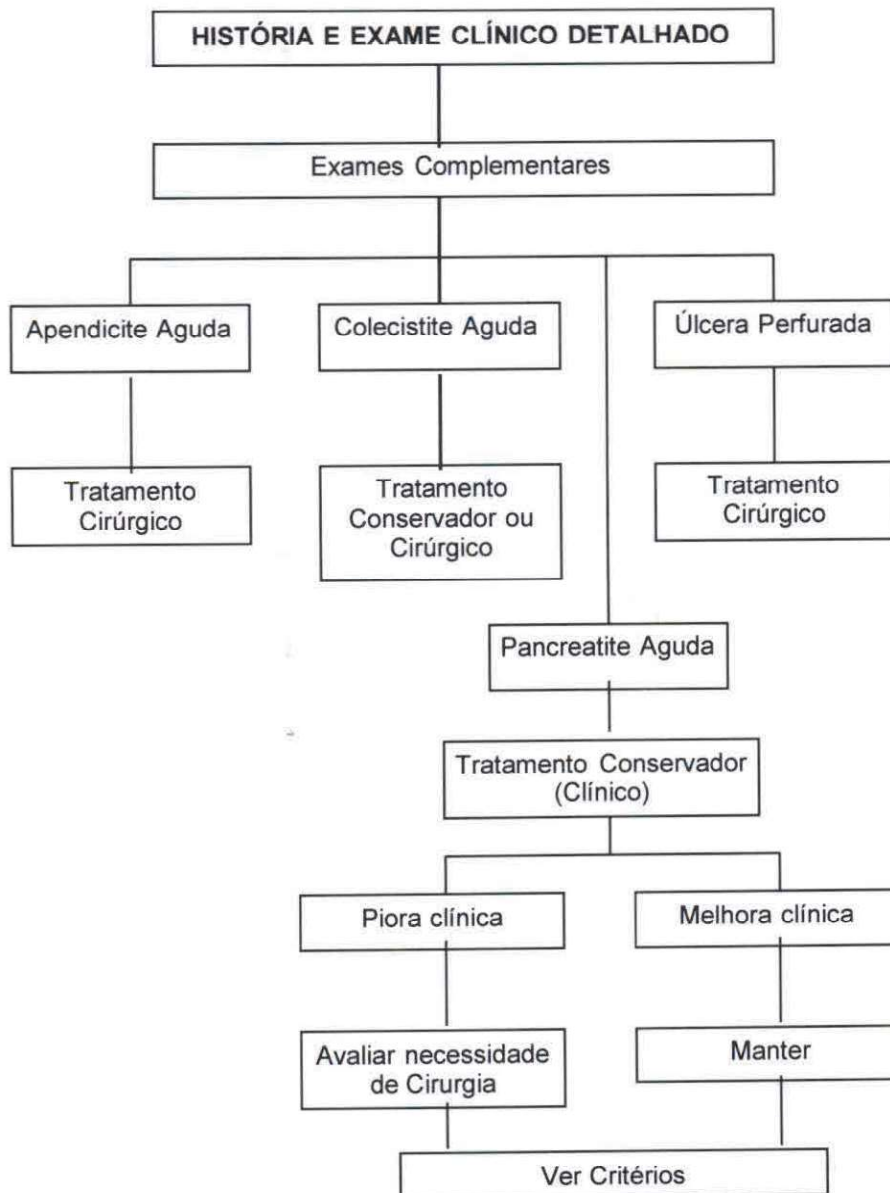 HISTÓRIA E EXAME CLÍNICO DETALHADO
Exames Complementares
Apendicite Aguda
Colecistite Aguda
Úlcera Perfurada
Tratamento
Cirúrgico
Tratamento
Conservador ou
Cirúrgico
Tratamento
Cirúrgico
Pancreatite Aguda
Tratamento Conservador
(Clínico)
Piora clínica
Melhora clínica
Avaliar necessidade
de Cirurgia
Manter
Ver Critérios